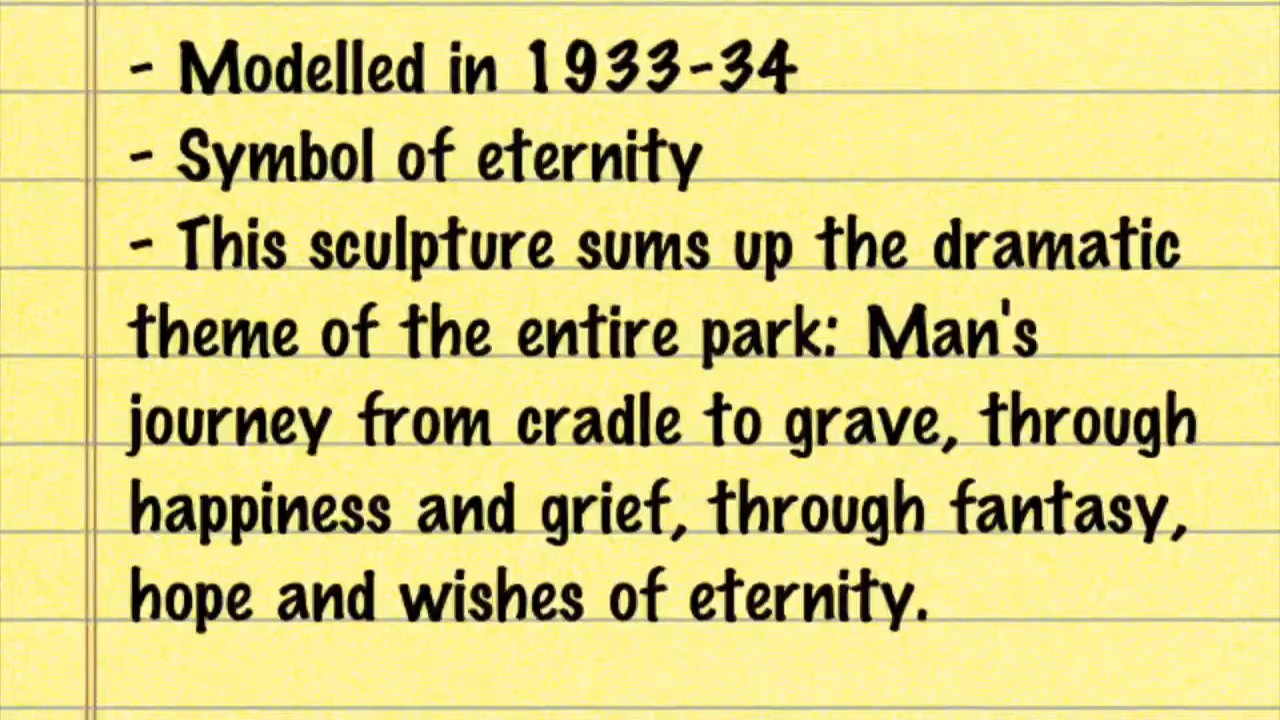 - Modelled in 1933-34
- Symbol of eternity
- This sculpture sums up the dramatic
theme of the entire park: Man's
journey from cradle to grave, through
happiness and grief, through fantasy,
hope and wishes of eternity.